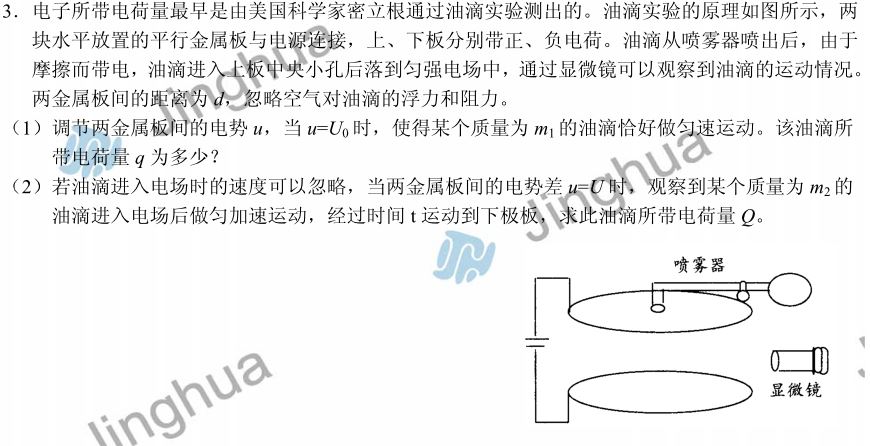 3．电子所带电荷量最早是由美国科学家密立根通过油滴实验测出的。油滴实验的原理如图所示，两
块水平放置的平行金属板与电源连接，上、下板分别带正、负电荷。油滴从喷雾器喷出后，由于
摩擦而带电，油滴进入上板中央小孔后落到匀强电场中，通过显微镜可以观察到油滴的运动情况。
两金属板间的距离为 d，忽略空气对油滴的浮力和阻力。
（1）调节两金属板间的电势 u，当 u=U₀时，使得某个质量为 m₁的油滴恰好做匀速运动。该油滴所
带电荷量 q 为多少？
（2）若油滴进入电场时的速度可以忽略，当两金属板间的电势差 u=U时，观察到某个质量为 m₂的
油滴进入电场后做匀加速运动，经过时间 t 运动到下极板，求此油滴所带电荷量 Q。
喷雾器
显微镜
Jinghua
Jinghua
Jinghua